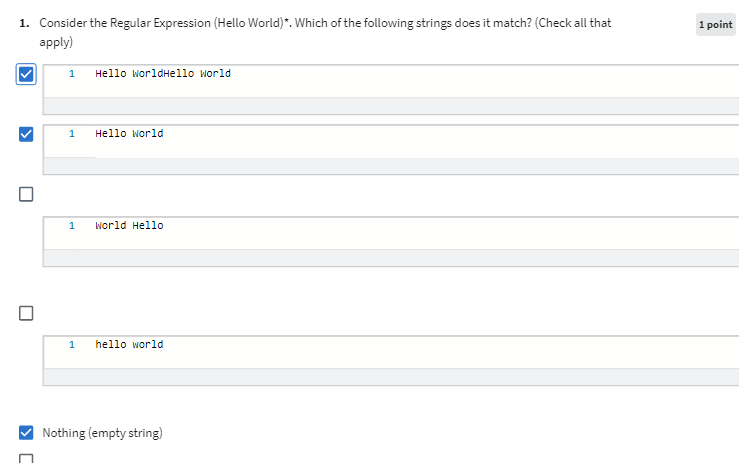 1. Consider the Regular Expression (Hello World)*. Which of the following strings does it match? (Check all that
apply)
1 point
1 Hello WorldHello World
1 Hello World
1 World Hello
1 hello world
Nothing (empty string)